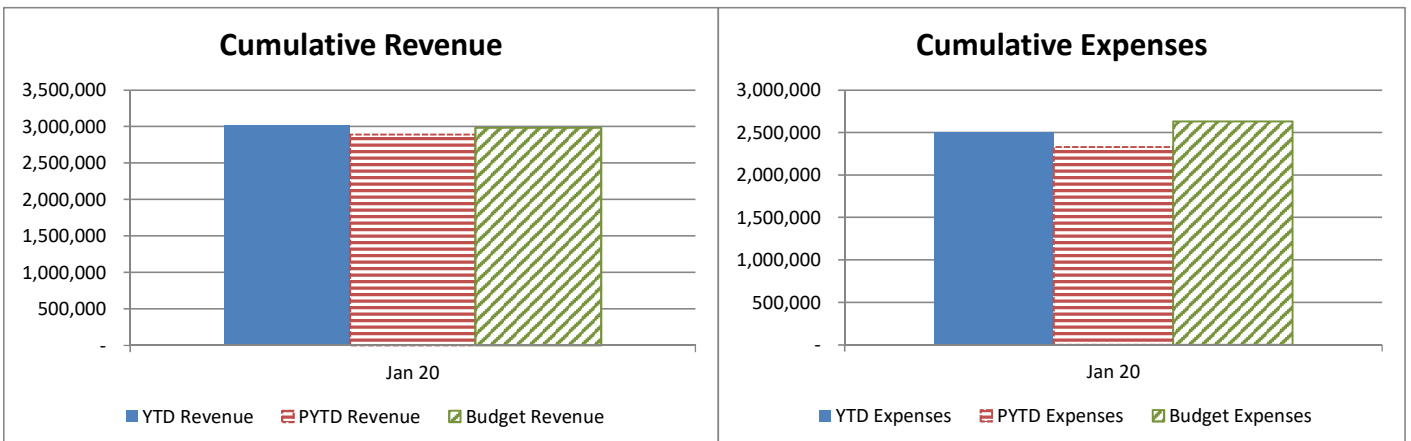 Cumulative Revenue
3,500,000
3,000,000
2,500,000
2,000,000
1,500,000
1,000,000
500,000
-
Jan 20
YTD Revenue PYTD Revenue Budget Revenue
Cumulative Expenses
3,000,000
2,500,000
2,000,000
1,500,000
1,000,000
500,000
-
Jan 20
YTD Expenses PYTD Expenses Budget Expenses